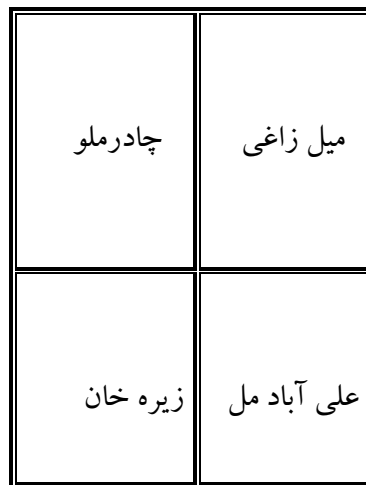 میل زاغی	چادرملو
علی آباد مل	زیره خان